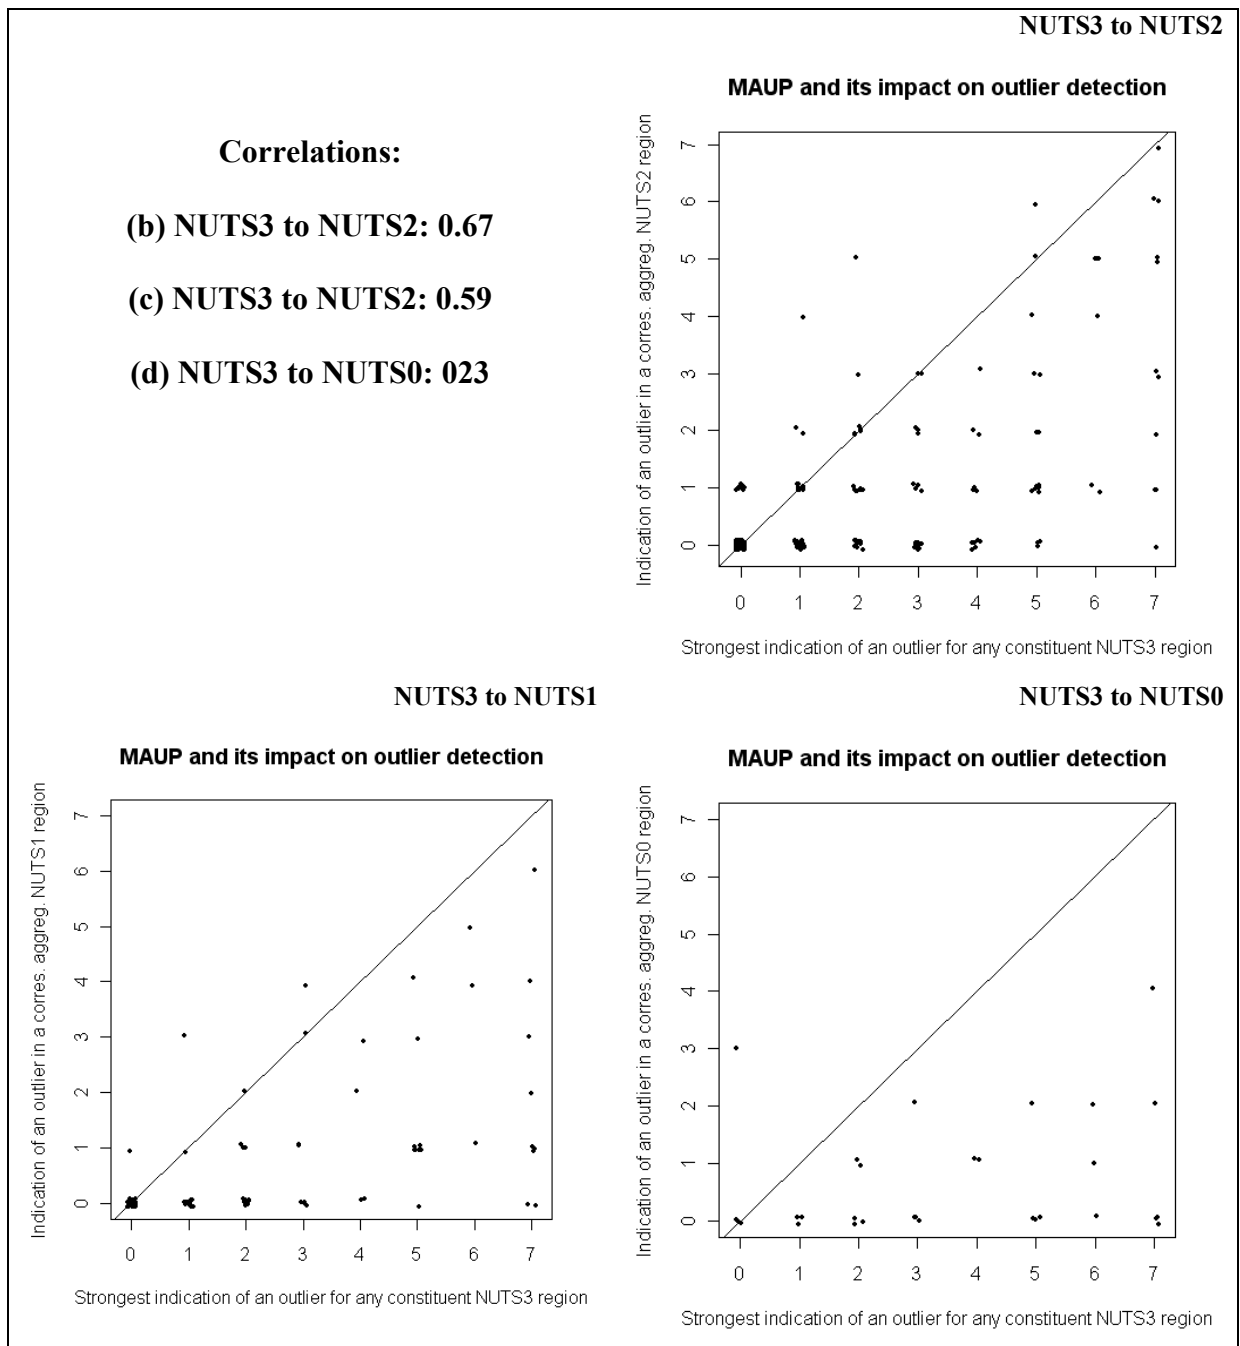 NUTS3 to NUTS2
Correlations:
(b) NUTS3 to NUTS2: 0.67
(c) NUTS3 to NUTS2: 0.59
(d) NUTS3 to NUTS0: 023
MAUP and its impact on outlier detection
Indication of an outlier in a corres. aggreg. NUTS2 region
7
6
5
4
3
2
1
0
0 1 2 3 4 5 6 7
Strongest indication of an outlier for any constituent NUTS3 region
NUTS3 to NUTS1
MAUP and its impact on outlier detection
Indication of an outlier in a corres. aggreg. NUTS1 region
7
6
5
4
3
2
1
0
0 1 2 3 4 5 6 7
Strongest indication of an outlier for any constituent NUTS3 region
NUTS3 to NUTS0
MAUP and its impact on outlier detection
Indication of an outlier in a corres. aggreg. NUTS0 region
7
6
5
4
3
2
1
0
0 1 2 3 4 5 6 7
Strongest indication of an outlier for any constituent NUTS3 region